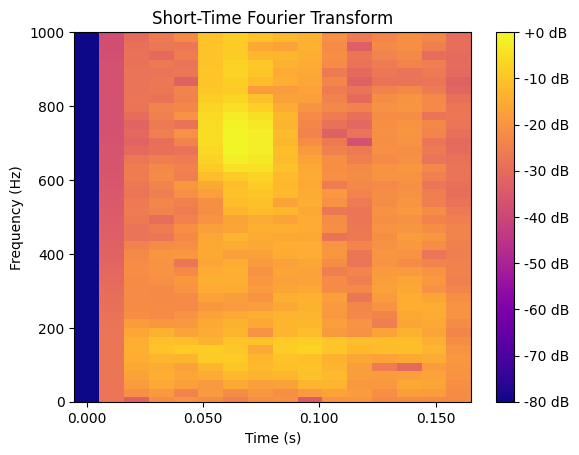 Short-Time Fourier Transform
Frequency (Hz)
1000
800
600
400
200
0
0.000
0.050
0.100
0.150
Time (s)
+0 dB
-10 dB
-20 dB
-30 dB
-40 dB
-50 dB
-60 dB
-70 dB
-80 dB